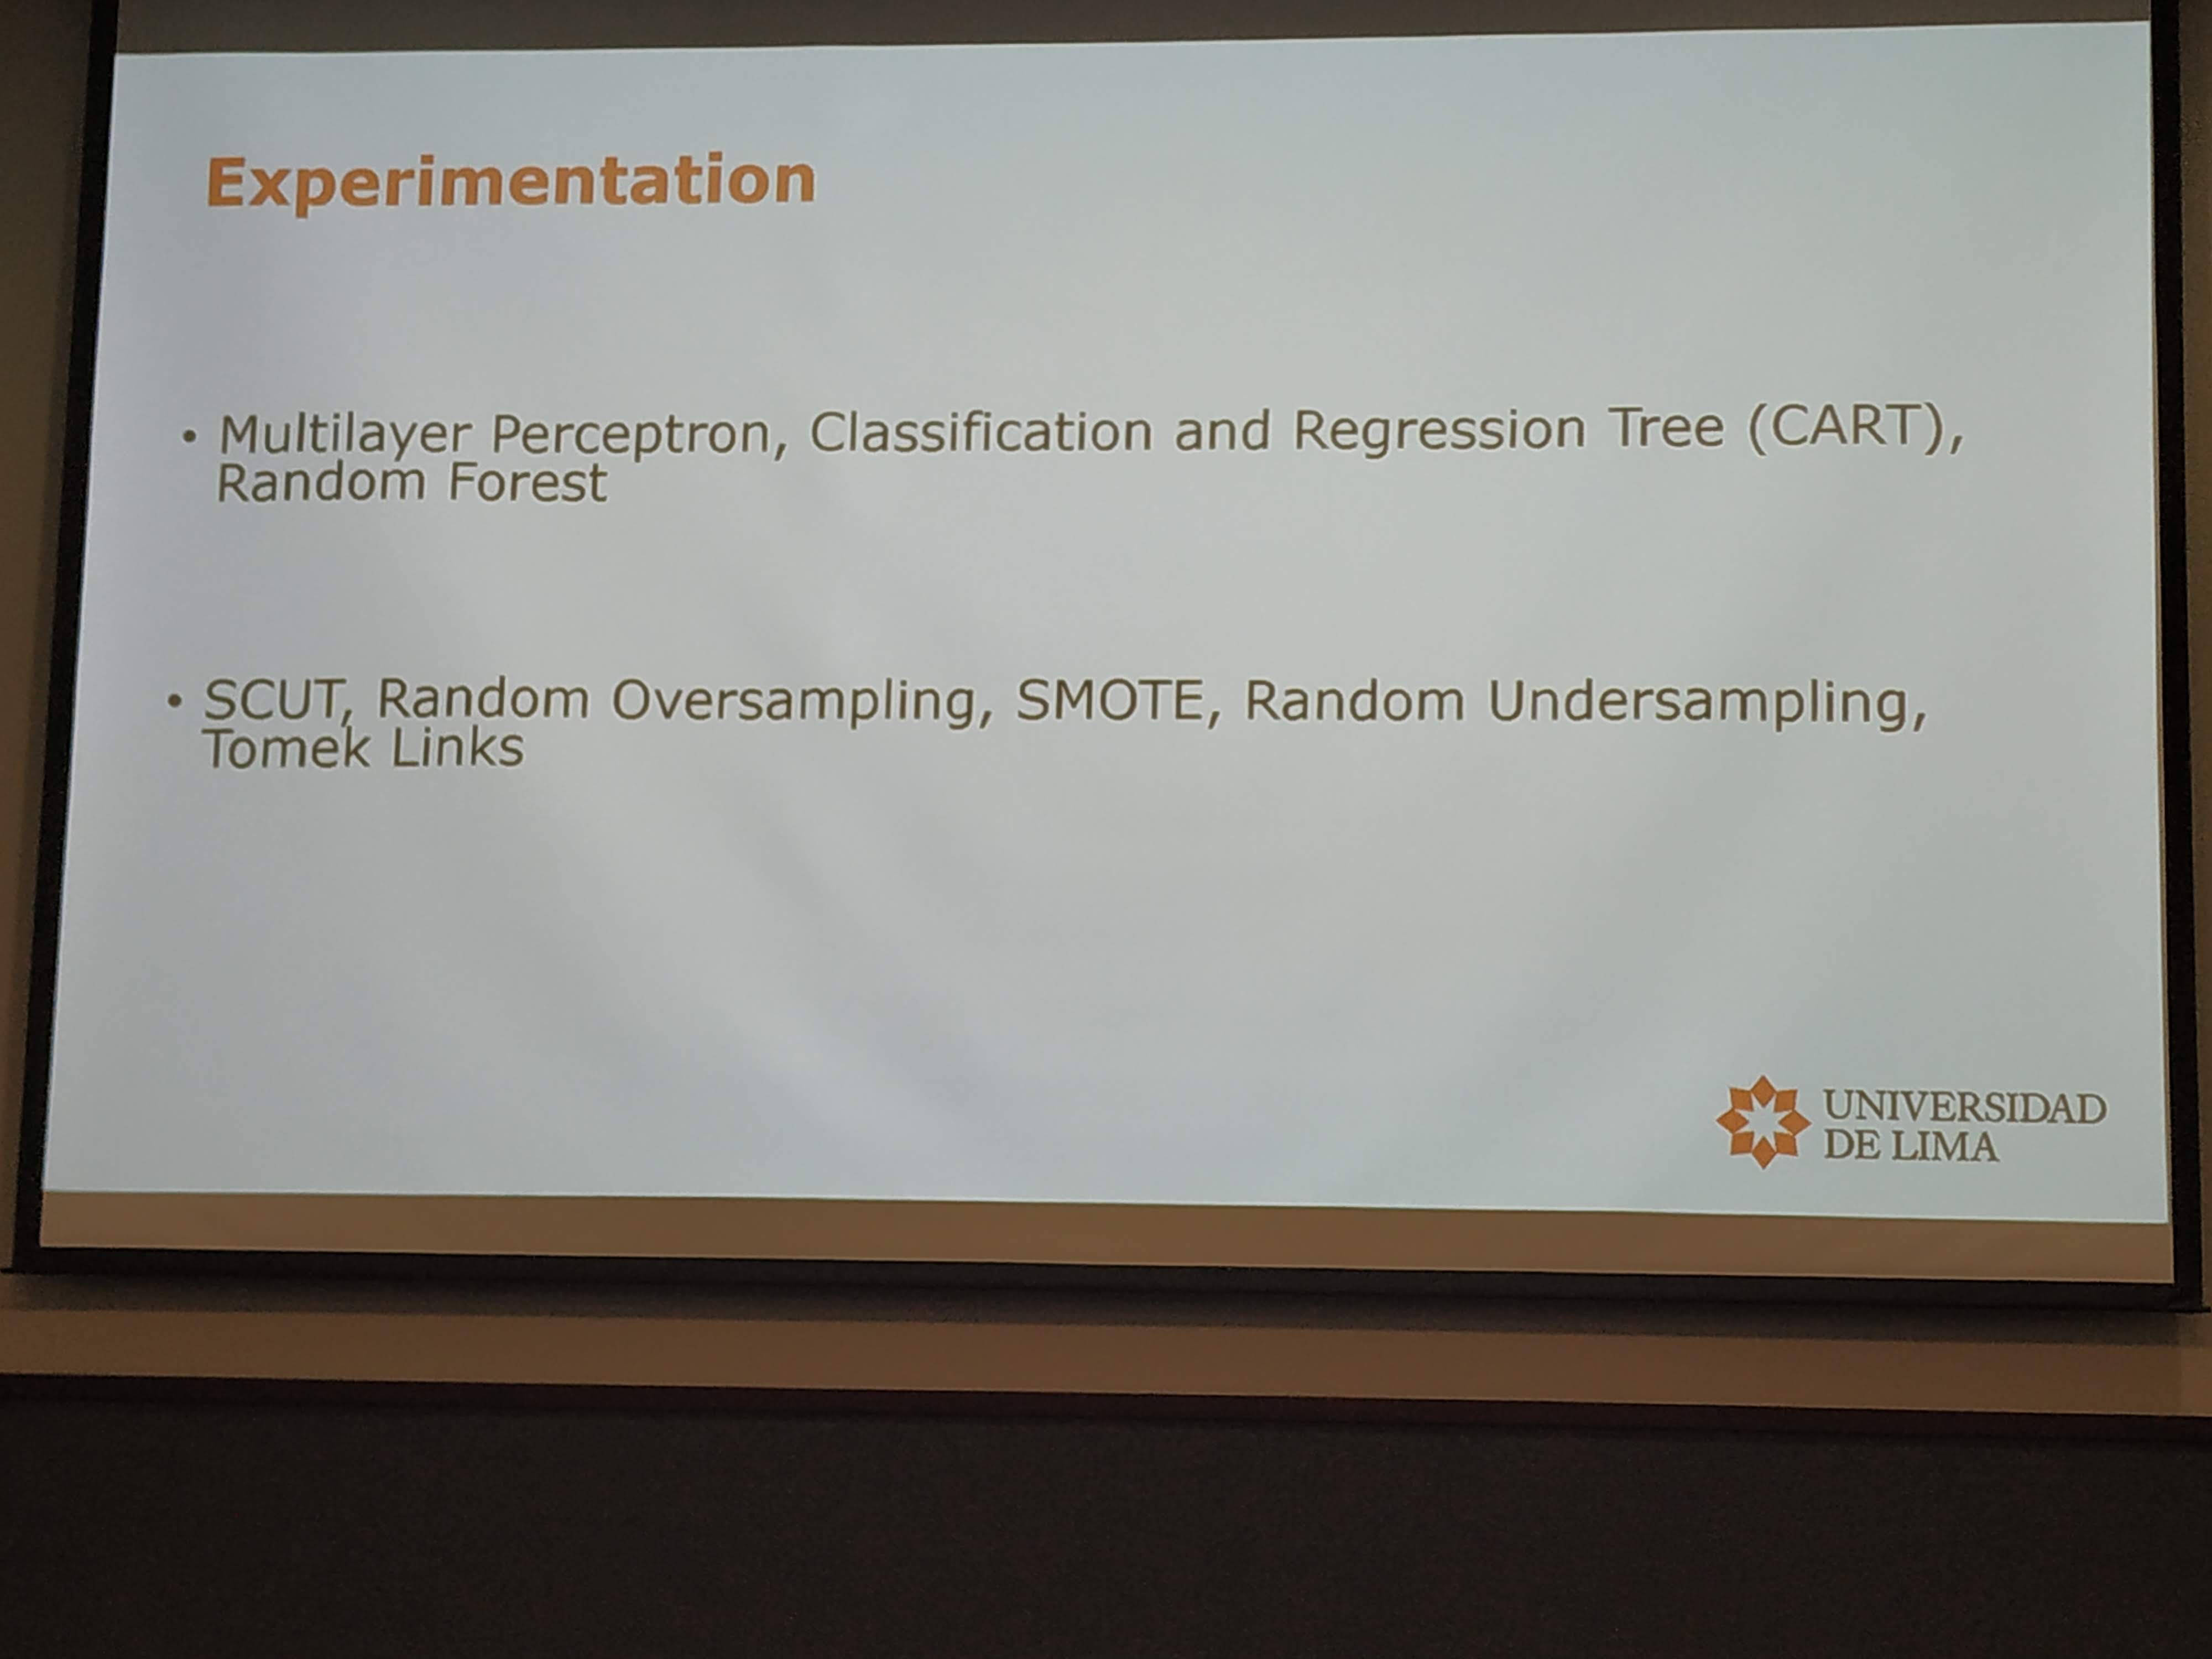 Experimentation
• Multilayer Perceptron, Classification and Regression Tree (CART),
Random Forest
• SCUT, Random Oversampling, SMOTE, Random Undersampling,
Tomek Links
UNIVERSIDAD
DE LIMA